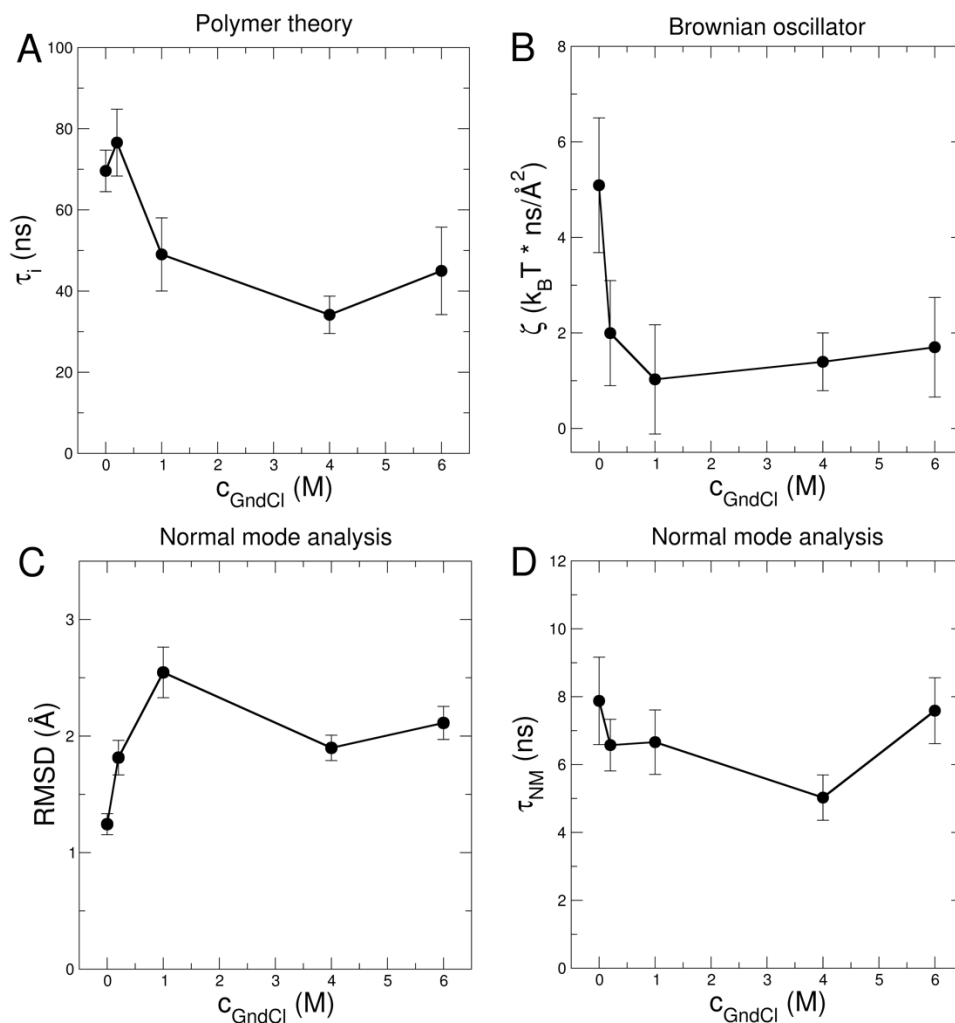 Polymer theory
A
100
80
60
40
20
0
τi (ns)
0 1 2 3 4 5 6
cGndCl (M)
Brownian oscillator
B
8
6
4
2
0
ζ (kBT * ns/Å²)
0 1 2 3 4 5 6
cGndCl (M)
Normal mode analysis
C
3
2
1
0
RMSD (Å)
0 1 2 3 4 5 6
cGndCl (M)
Normal mode analysis
D
12
10
8
6
4
2
0
τNM (ns)
0 1 2 3 4 5 6
cGndCl (M)